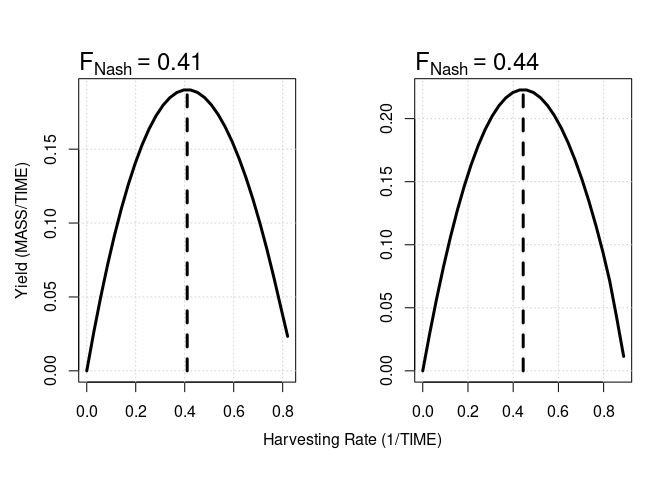 F_Nash = 0.41
F_Nash = 0.44
Yield (MASS/TIME)
0.00 0.05 0.10 0.15
0.0 0.2 0.4 0.6 0.8
0.00 0.05 0.10 0.15 0.20
0.0 0.2 0.4 0.6 0.8
Harvesting Rate (1/TIME)